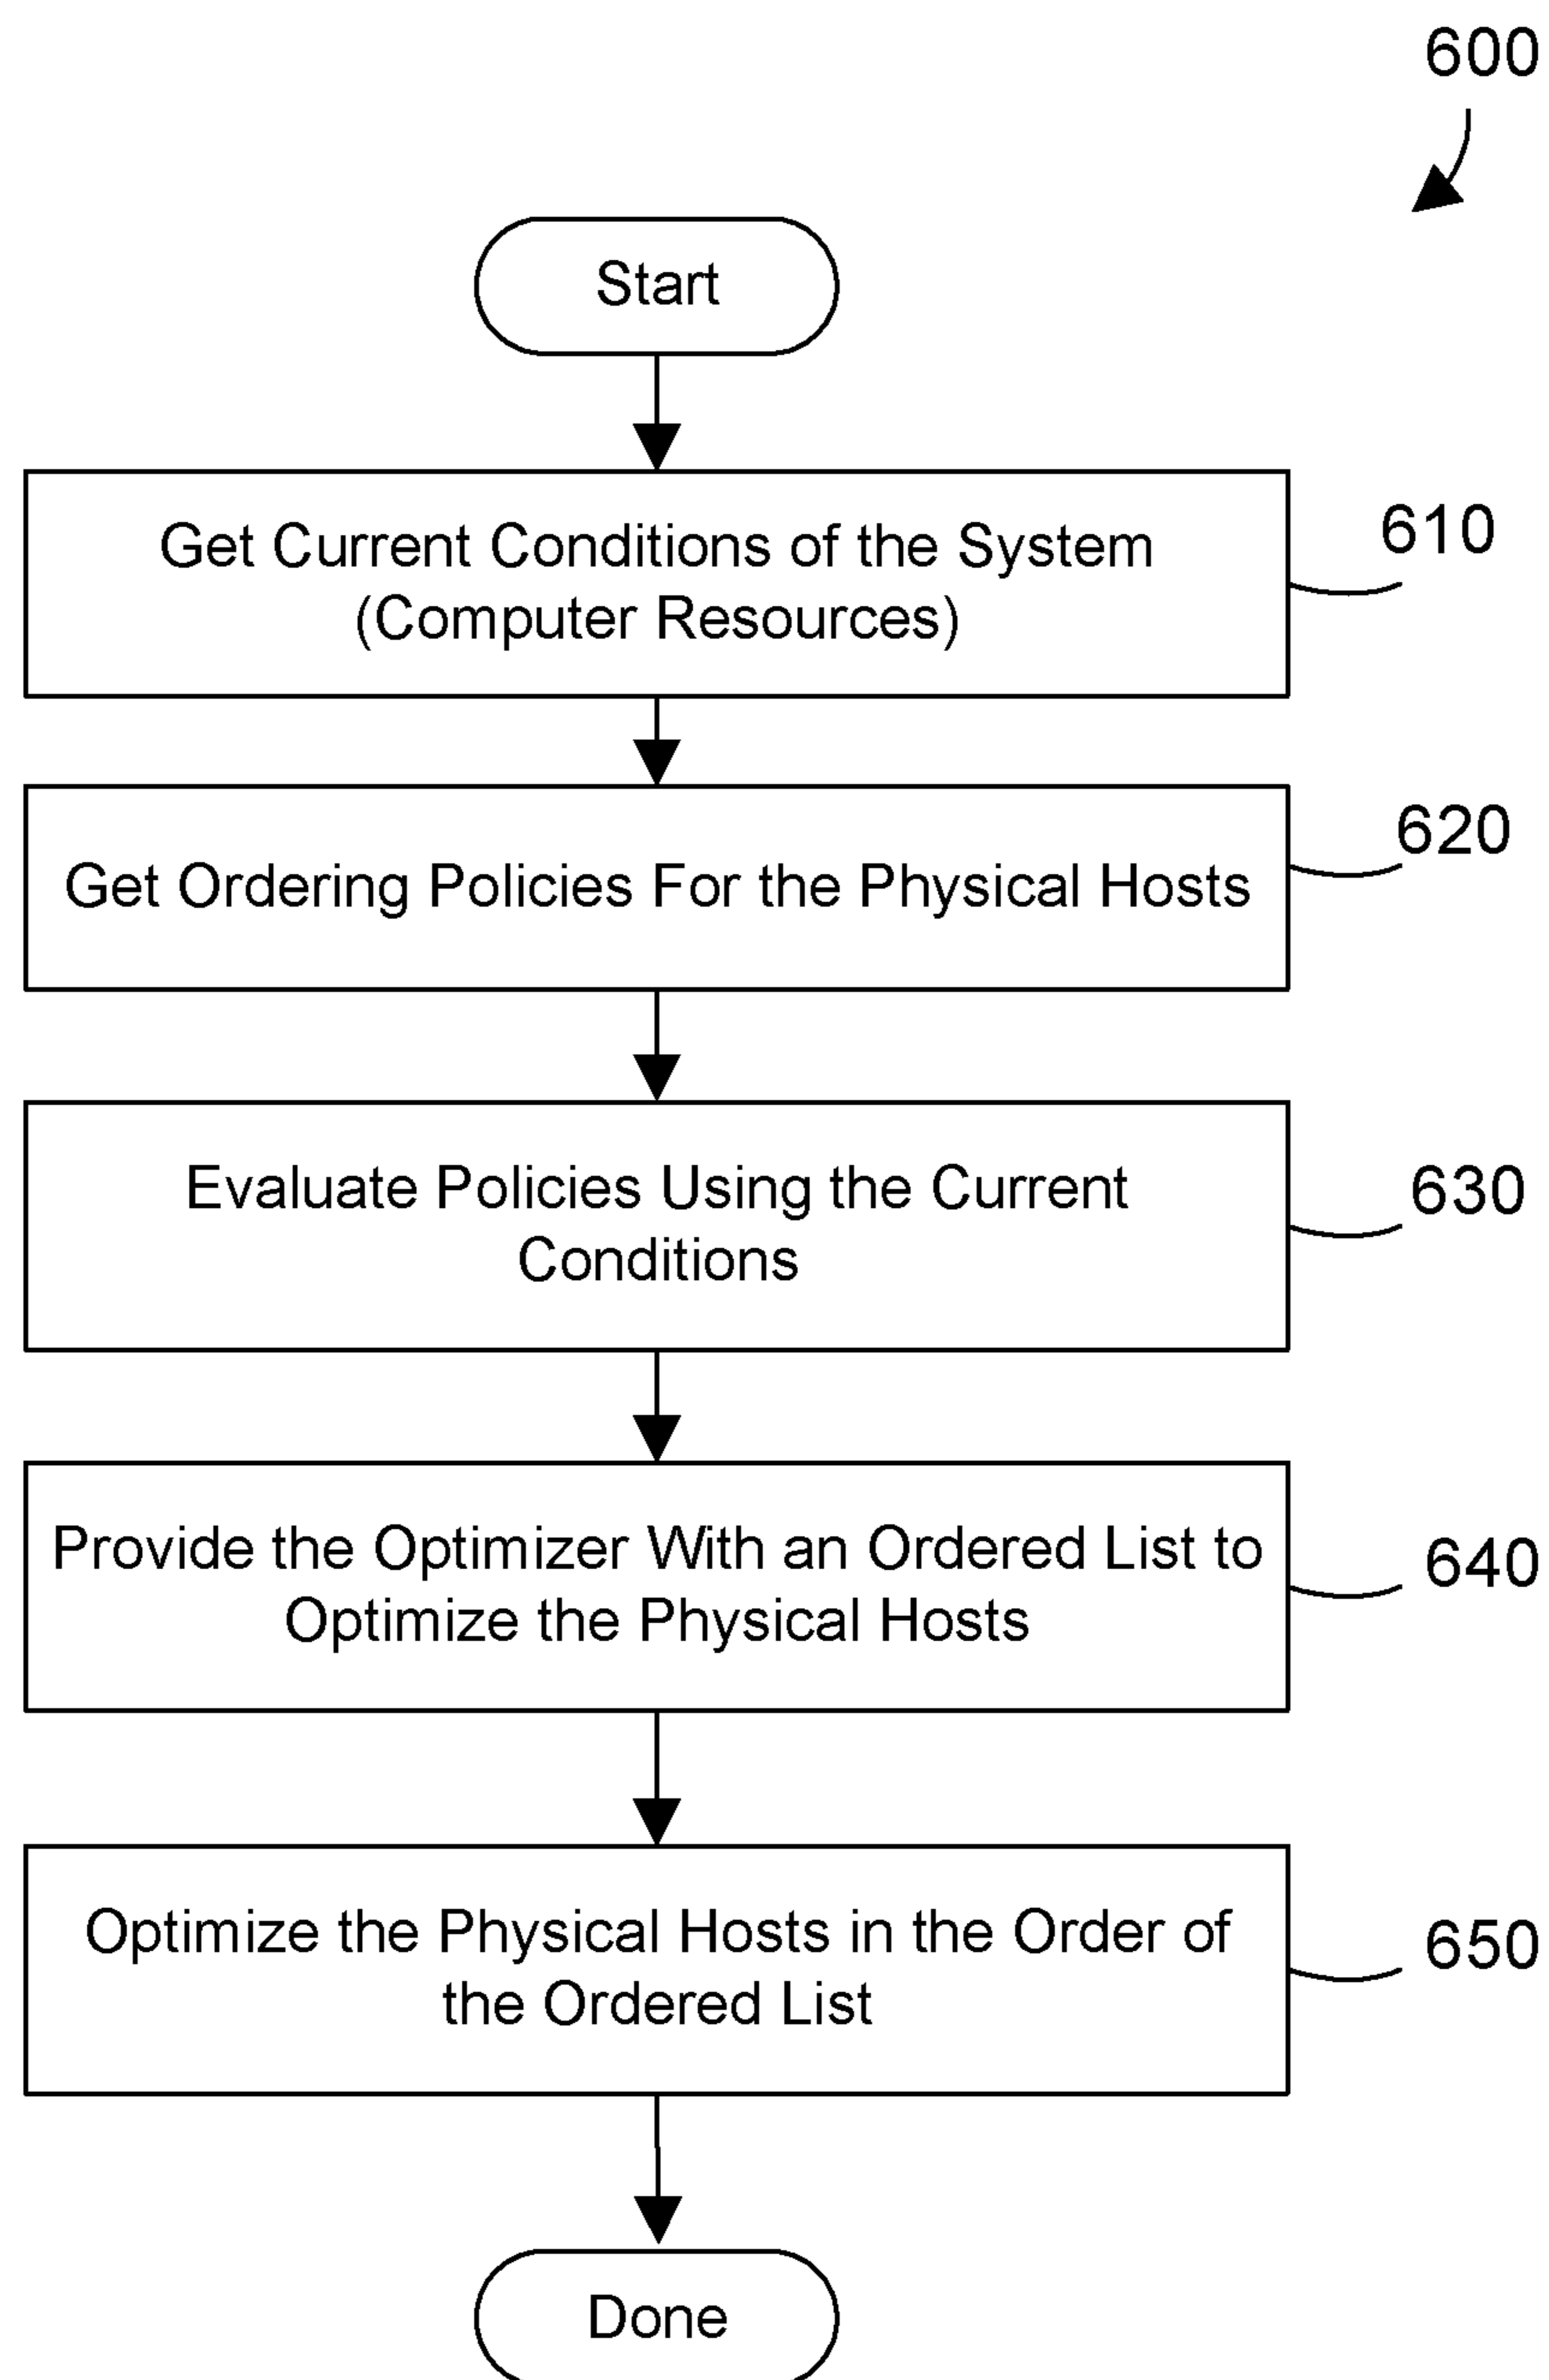 600
Start
Get Current Conditions of the System
(Computer Resources)
610
Get Ordering Policies For the Physical Hosts
620
Evaluate Policies Using the Current
Conditions
630
Provide the Optimizer With an Ordered List to
Optimize the Physical Hosts
640
Optimize the Physical Hosts in the Order of
the Ordered List
650
Done